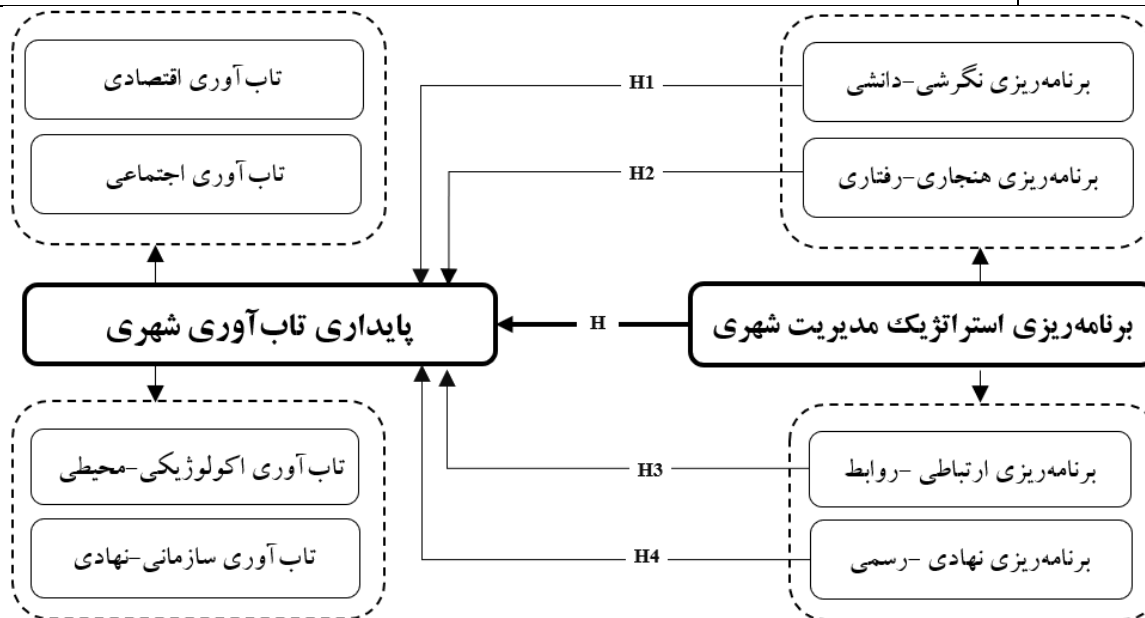 برنامه‌ریزی نگرشی-دانشی
H1
تاب‌آوری اقتصادی
برنامه‌ریزی هنجاری-رفتاری
H2
تاب‌آوری اجتماعی
برنامه‌ریزی استراتژیک مدیریت شهری
H
پایداری تاب‌آوری شهری
برنامه‌ریزی ارتباطی -روابط
H3
تاب‌آوری اکولوژیکی-محیطی
برنامه‌ریزی نهادی -رسمی
H4
تاب‌آوری سازمانی-نهادی